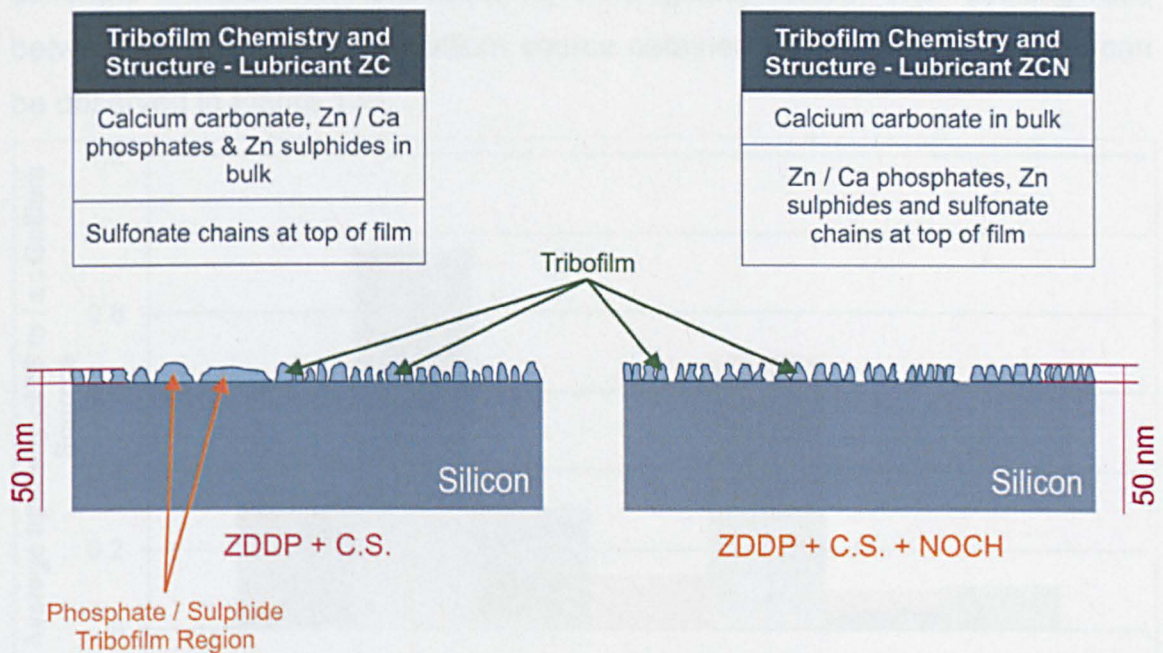 Tribofilm Chemistry and
Structure - Lubricant ZC
Calcium carbonate, Zn / Ca
phosphates & Zn sulphides in
bulk
Sulfonate chains at top of film
Tribofilm Chemistry and
Structure - Lubricant ZCN
Calcium carbonate in bulk
Zn / Ca phosphates, Zn
sulphides and sulfonate
chains at top of film
Tribofilm
50 nm
Silicon
Silicon
50 nm
ZDDP + C.S.
ZDDP + C.S. + NOCH
Phosphate / Sulphide
Tribofilm Region